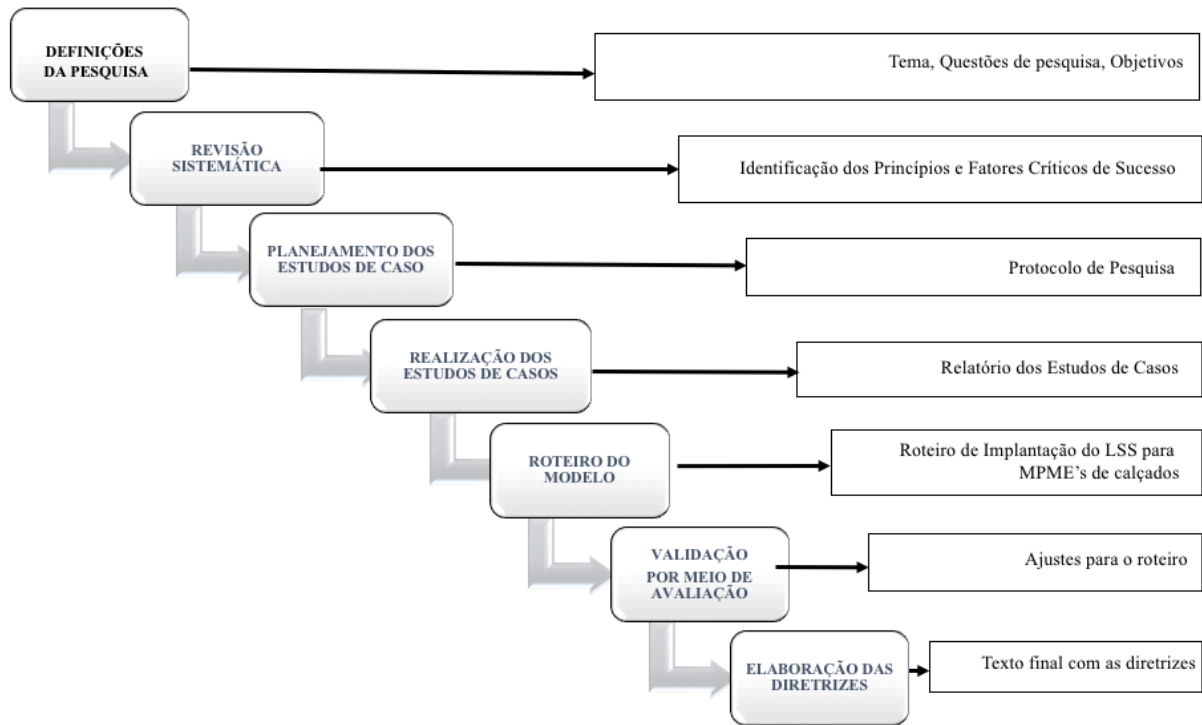 DEFINIÇÕES
DA PESQUISA
Tema, Questões de pesquisa, Objetivos
REVISÃO
SISTEMÁTICA
Identificação dos Princípios e Fatores Críticos de Sucesso
PLANEJAMENTO DOS
ESTUDOS DE CASO
Protocolo de Pesquisa
REALIZAÇÃO DOS
ESTUDOS DE CASOS
Relatório dos Estudos de Casos
ROTEIRO DO
MODELO
Roteiro de Implantação do LSS para
MPME's de calçados
VALIDAÇÃO
POR MEIO DE
AVALIAÇÃO
Ajustes para o roteiro
ELABORAÇÃO DAS
DIRETRIZES
Texto final com as diretrizes